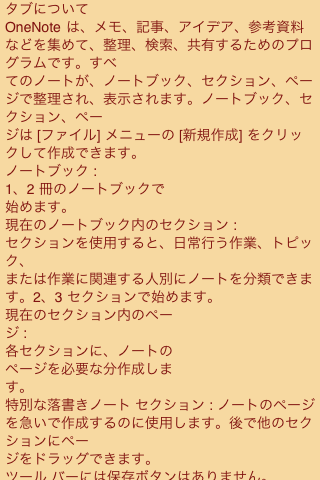 タブについて
OneNote は、メモ、記事、アイデア、参考資料
などを集めて、整理、検索、共有するためのプロ
グラムです。すべ
てのノートが、ノートブック、セクション、ペー
ジで整理され、表示されます。ノートブック、セ
クション、ペー
ジは [ファイル] メニューの [新規作成] をクリッ
クして作成できます。
ノートブック :
1、2 冊のノートブックで
始めます。
現在のノートブック内のセクション :
セクションを使用すると、日常行う作業、トピッ
ク、
または作業に関連する人別にノートを分類できま
す。2、3 セクションで始めます。
現在のセクション内のペー
ジ :
各セクションに、ノートの
ページを必要な分作成しま
す。
特別な落書きノート セクション : ノートのページ
を急いで作成するのに使用します。後で他のセク
ションにペー
ジをドラッグできます。
ツール バーには保存ボタンはありません。